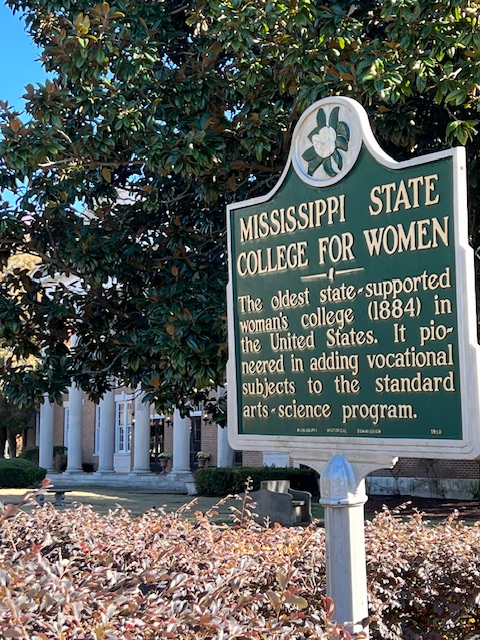 MISSISSIPPI STATE
COLLEGE FOR WOMEN
The oldest state-supported
woman's college (1884) in
the United States. It pio-
neered in adding vocational
subjects to the standard
arts-science program.
MISSISSIPPI HISTORICAL COMMISSION